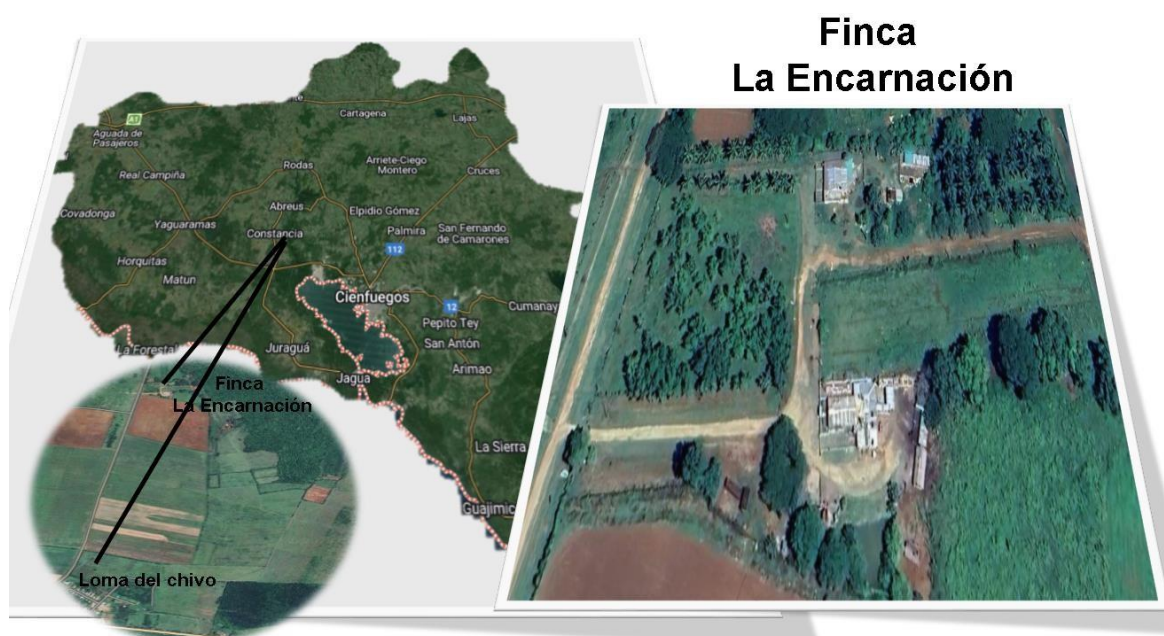 Finca
La Encarnación
Cartagena
Lajas
A1
Aguada de
Pasajeros
Rodas
Arriete-Ciego
Montero
Cruces
Real Campiña
Abreus
Elpidio Gómez
Covadonga
Yaguaramas
Constancia
Palmira
San Fernando
de Camarones
112
Horquitas
Matun
Cienfuegos
12
Cumanay
Pepito Tey
La Forestal
Juraguá
San Antón
Jagua
Arimao
Finca
La Encarnación
La Sierra
Guajimic
Loma del chivo